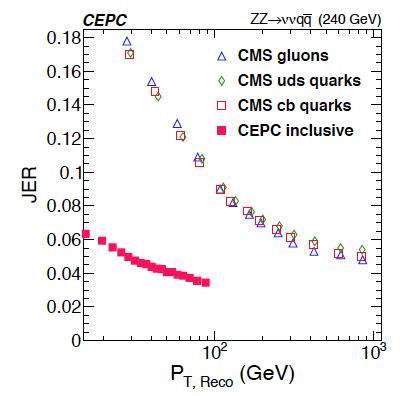 CEPC ZZ→ννqq̅ (240 GeV)
CMS gluons
CMS uds quarks
CMS cb quarks
CEPC inclusive
JER
0.18
0.16
0.14
0.12
0.1
0.08
0.06
0.04
0.02
0
10² 10³
P_T, Reco (GeV)